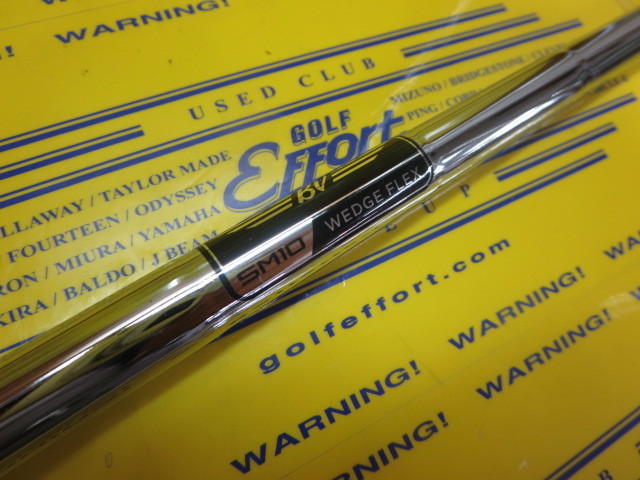 WARNING!
WARNING!
WARNING!
USED CLUB
GOLF
Effort
MIZUNO / BRIDGESTONE /
PING /
LLAWAY / TAYLOR MADE
FOURTEEN / ODYSSEY
RON / MIURA / YAMAHA
KIRA / BALDO / J BEAM
BV
SM10
WEDGE FLEX
golfeffort.com
WARNING!
WARNING!
WARNING!
WARNING!
WARNING!